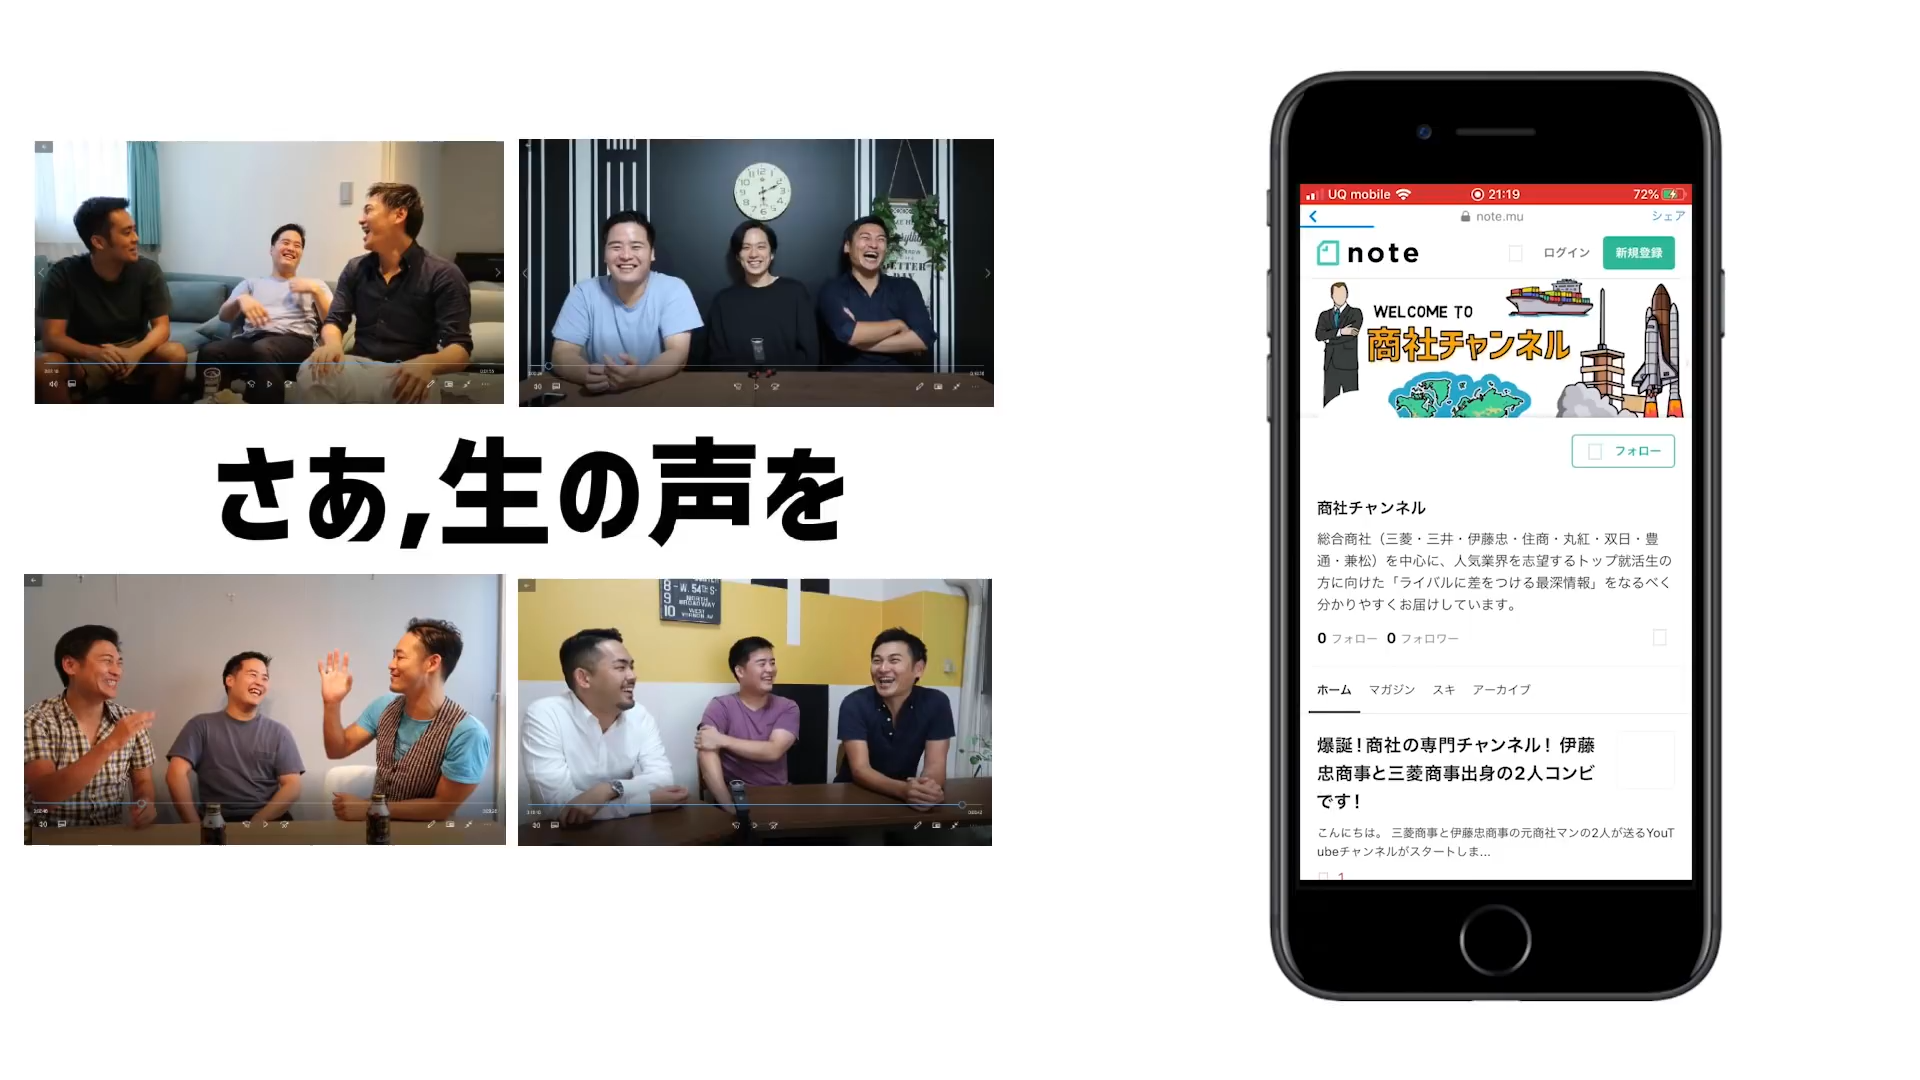 さあ,生の声を
8 - W. 54TH S
9 NORTH BROADWAY
10 WEST
UQ mobile 21:19 72%
note.mu シェア
note ログイン 新規登録
WELCOME TO
商社チャンネル
フォロー
商社チャンネル
総合商社（三菱・三井・伊藤忠・住商・丸紅・双日・豊
通・兼松）を中心に、人気業界を志望するトップ就活生の
方に向けた「ライバルに差をつける最深情報」をなるべく
分かりやすくお届けしています。
0 フォロー 0 フォロワー
ホーム マガジン スキ アーカイブ
爆誕！商社の専門チャンネル！伊藤
忠商事と三菱商事出身の2人コンビ
です！
こんにちは。 三菱商事と伊藤忠商事の元商社マンの2人が送るYouT
ubeチャンネルがスタートしま...
1